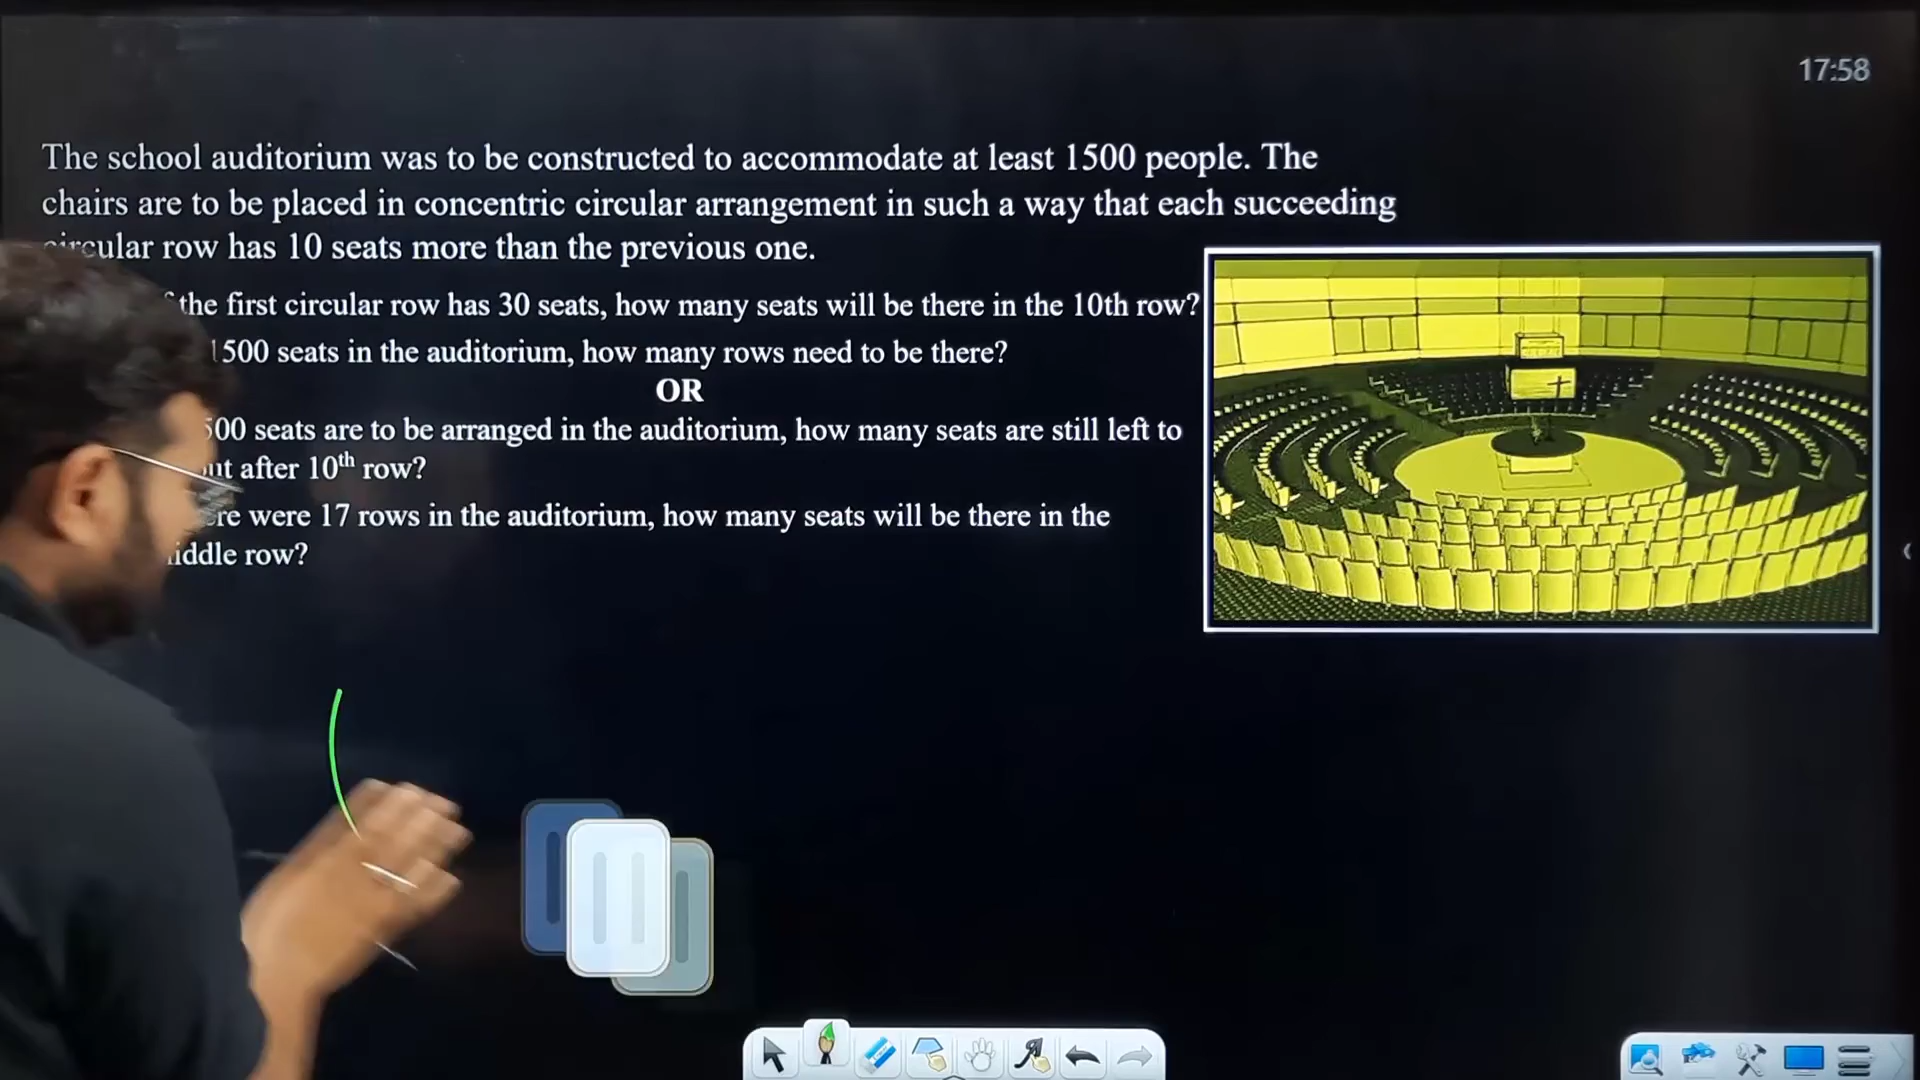 17:58
The school auditorium was to be constructed to accommodate at least 1500 people. The
chairs are to be placed in concentric circular arrangement in such a way that each succeeding
circular row has 10 seats more than the previous one.
the first circular row has 30 seats, how many seats will be there in the 10th row?
1500 seats in the auditorium, how many rows need to be there?
OR
500 seats are to be arranged in the auditorium, how many seats are still left to
after 10th row?
were 17 rows in the auditorium, how many seats will be there in the
iddle row?